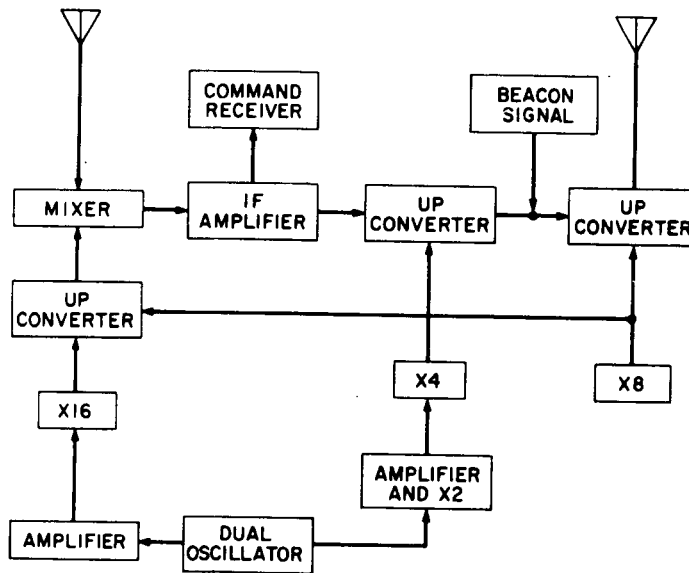 COMMAND
RECEIVER
BEACON
SIGNAL
MIXER
IF
AMPLIFIER
UP
CONVERTER
UP
CONVERTER
UP
CONVERTER
X16
X4
X8
AMPLIFIER
AND X2
AMPLIFIER
DUAL
OSCILLATOR